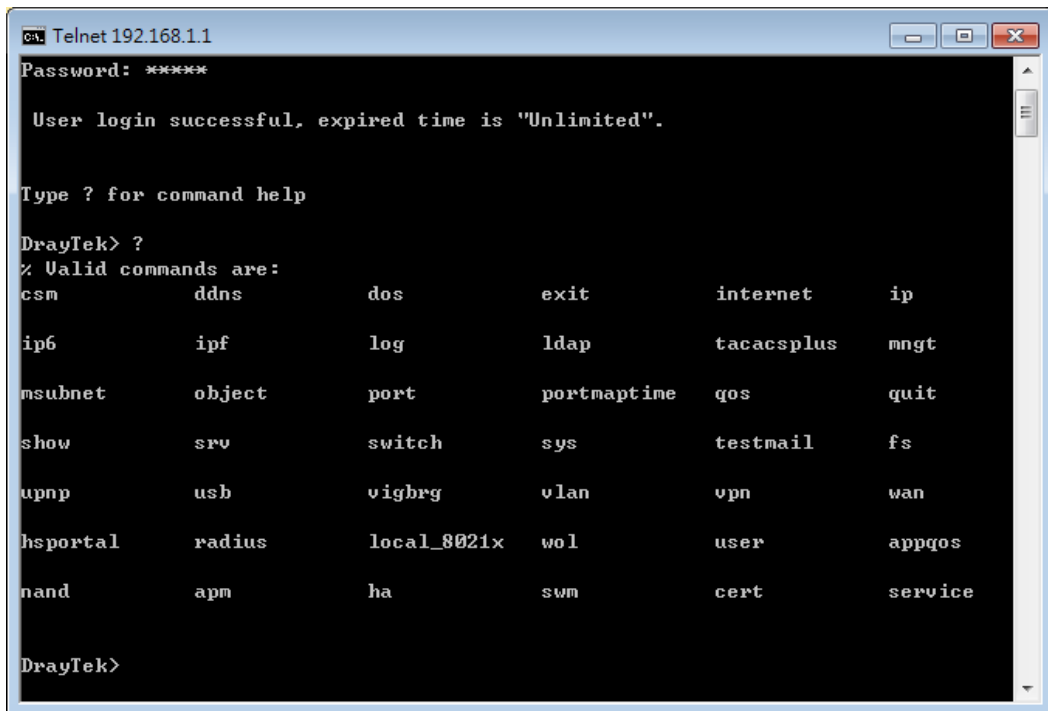 Telnet 192.168.1.1
Password: *****
User login successful, expired time is "Unlimited".
Type ? for command help
DrayTek> ?
% Valid commands are:
csm ddns dos exit internet ip
ip6 ipf log ldap tacacsplus mngt
msubnet object port portmaptime qos quit
show srv switch sys testmail fs
upnp usb vigbrg vlan vpn wan
hsportal radius local_8021x wol user appqos
nand apm ha swm cert service
DrayTek>